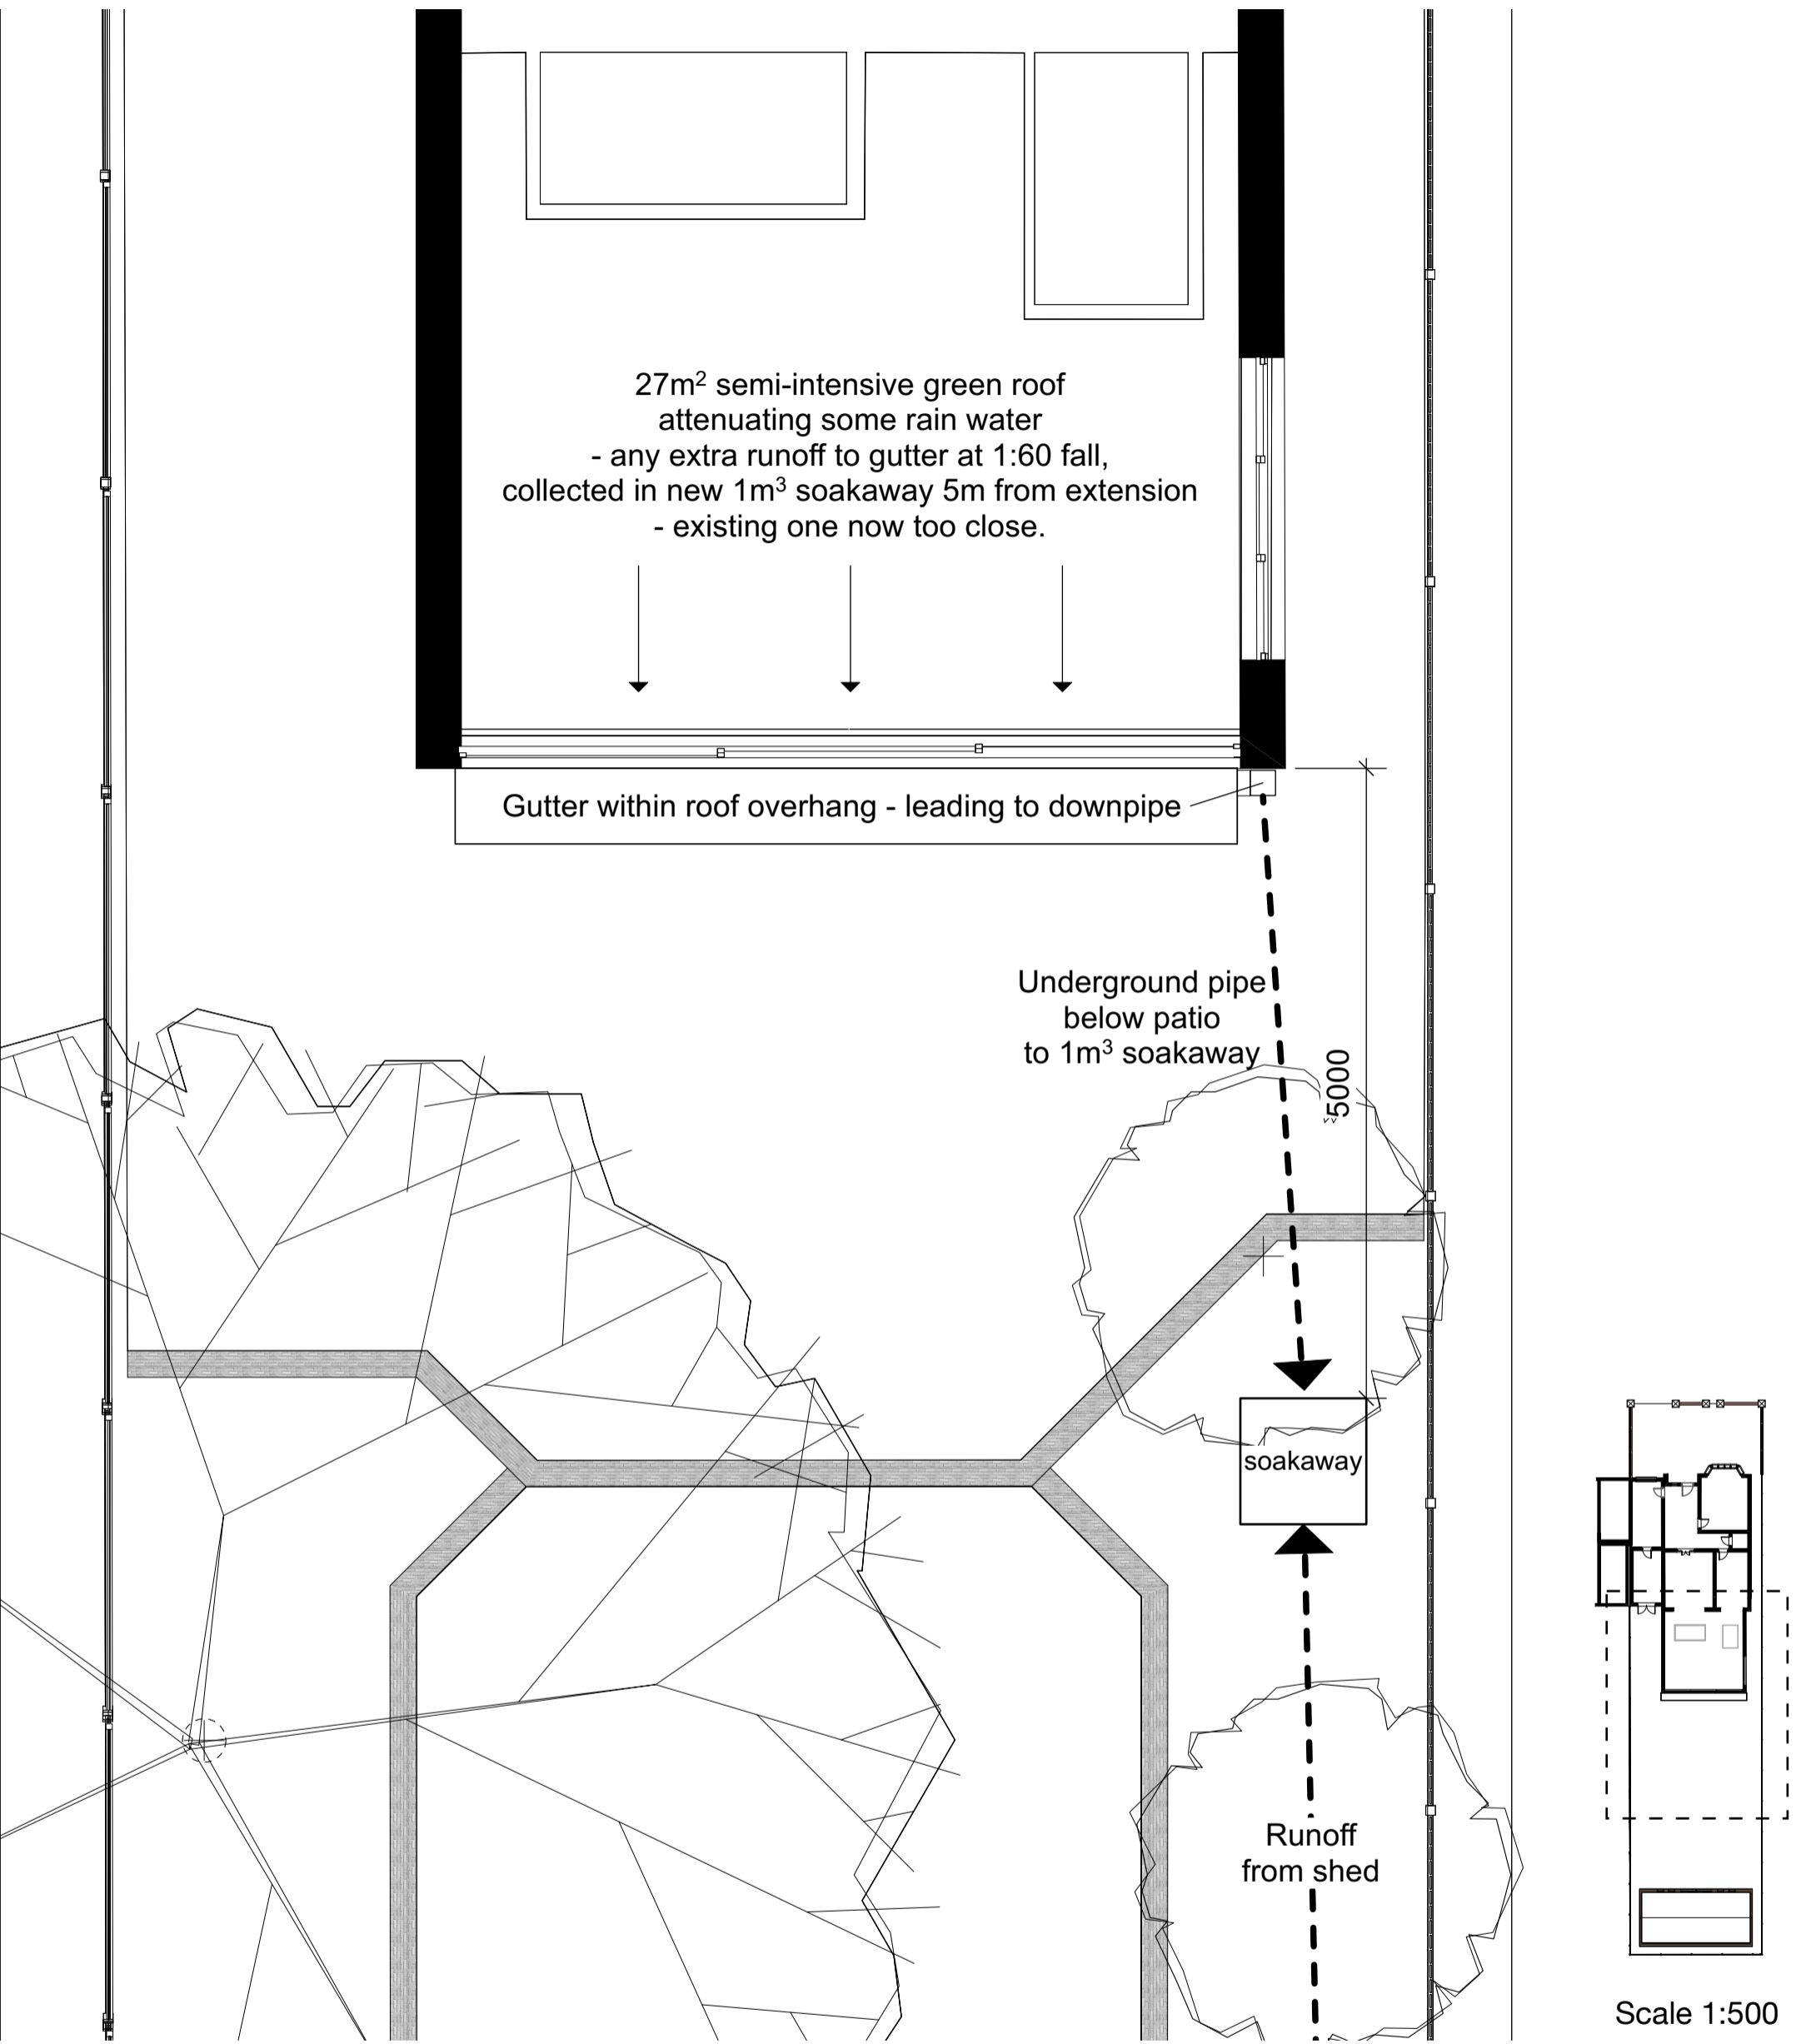 27m² semi-intensive green roof
attenuating some rain water
- any extra runoff to gutter at 1:60 fall,
collected in new 1m³ soakaway 5m from extension
- existing one now too close.
Gutter within roof overhang - leading to downpipe
Underground pipe
below patio
to 1m³ soakaway
5000
soakaway
Runoff
from shed
Scale 1:500